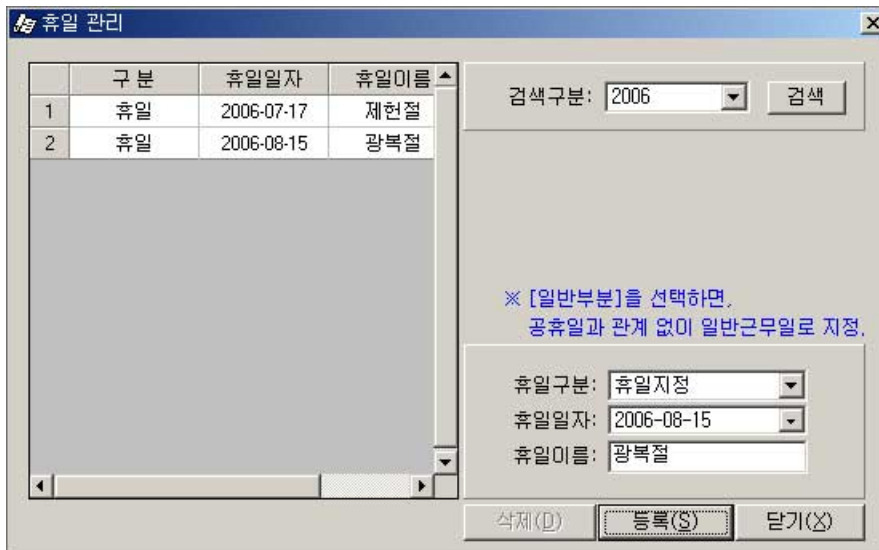 휴일 관리
구 분 휴일일자 휴일이름
1 휴일 2006-07-17 제헌절
2 휴일 2006-08-15 광복절
검색구분: 2006 검색
※ [일반부분]을 선택하면,
공휴일과 관계 없이 일반근무일로 지정.
휴일구분: 휴일지정
휴일일자: 2006-08-15
휴일이름: 광복절
삭제(D) 등록(S) 닫기(X)